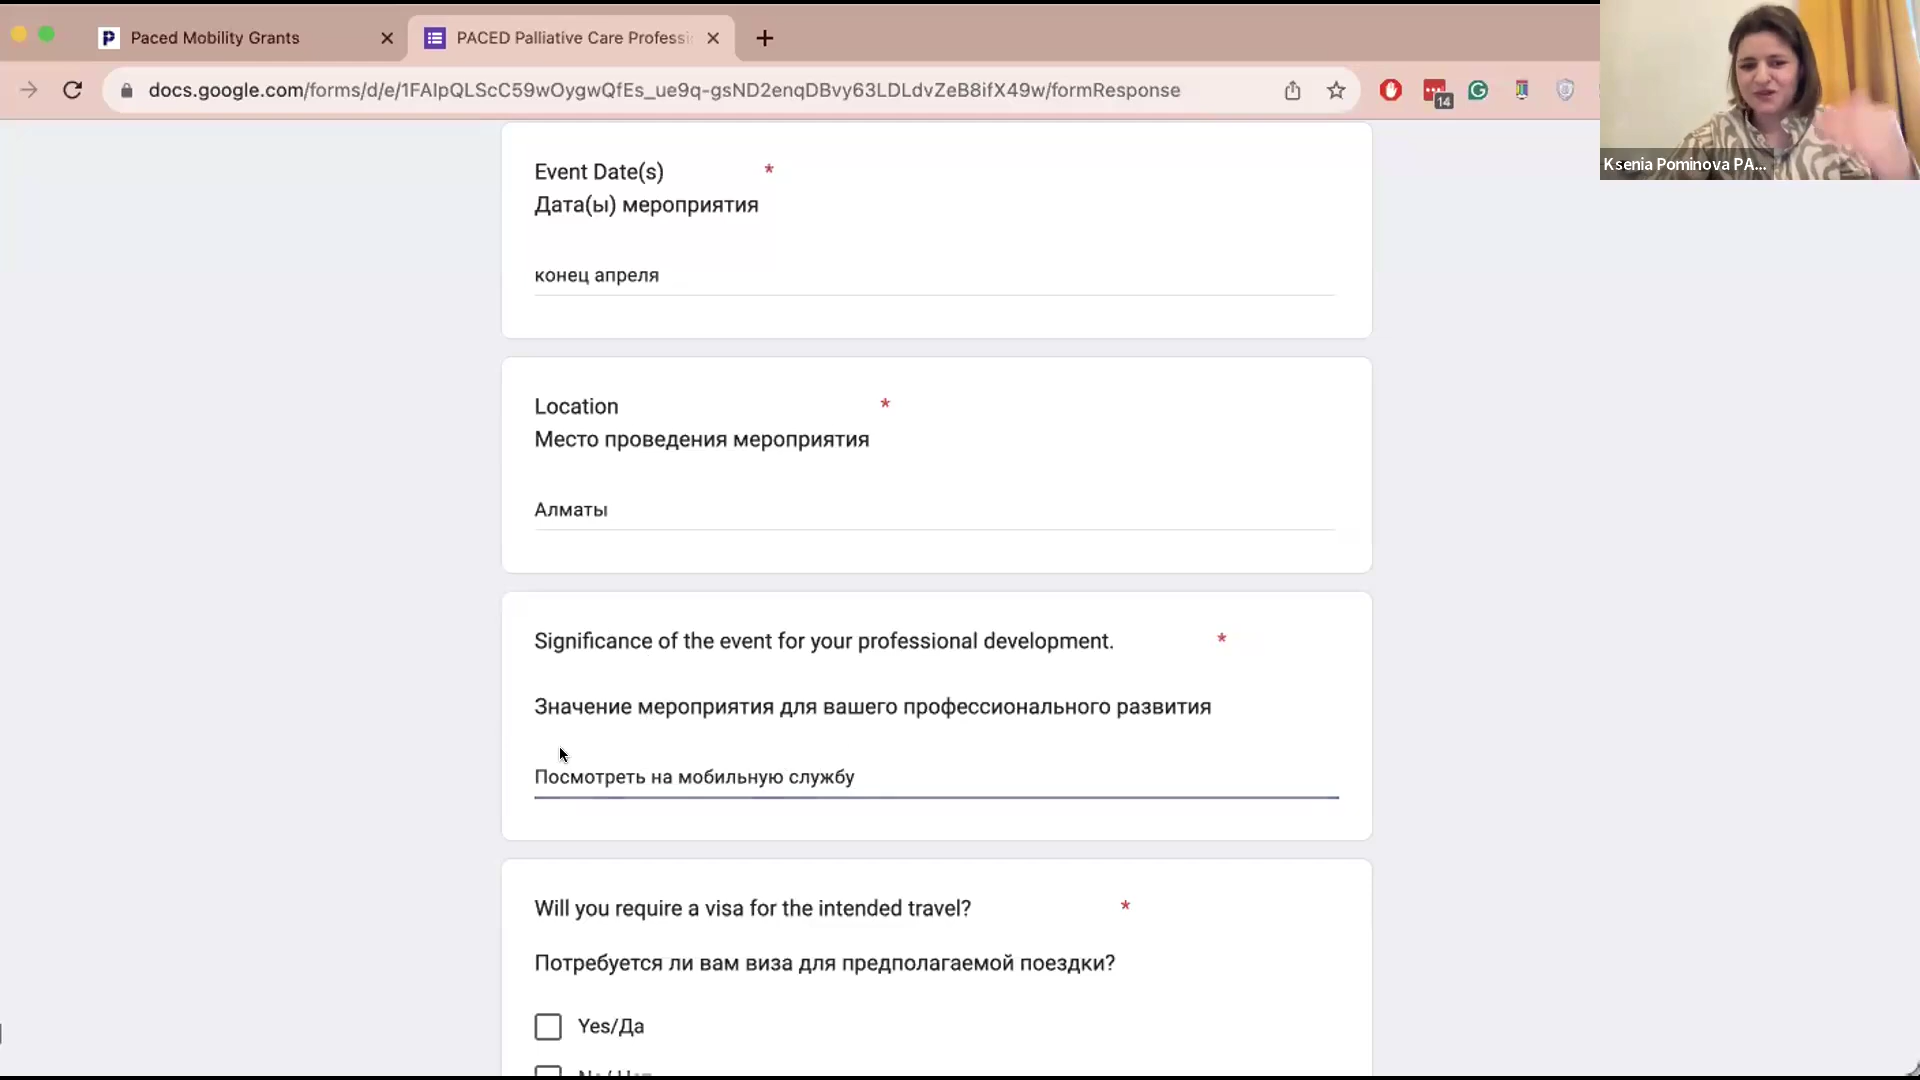 Paced Mobility Grants
PACED Palliative Care Professi
docs.google.com/forms/d/e/1FAIpQLScC59wOygwQfEs_ue9q-gsND2enqDBvy63LDLdvZeB8ifX49w/formResponse
14
Ksenia Pominova PA...
Event Date(s) *
Дата(ы) мероприятия
конец апреля
Location *
Место проведения мероприятия
Алматы
Significance of the event for your professional development. *
Значение мероприятия для вашего профессионального развития
Посмотреть на мобильную службу
Will you require a visa for the intended travel? *
Потребуется ли вам виза для предполагаемой поездки?
Yes/Да